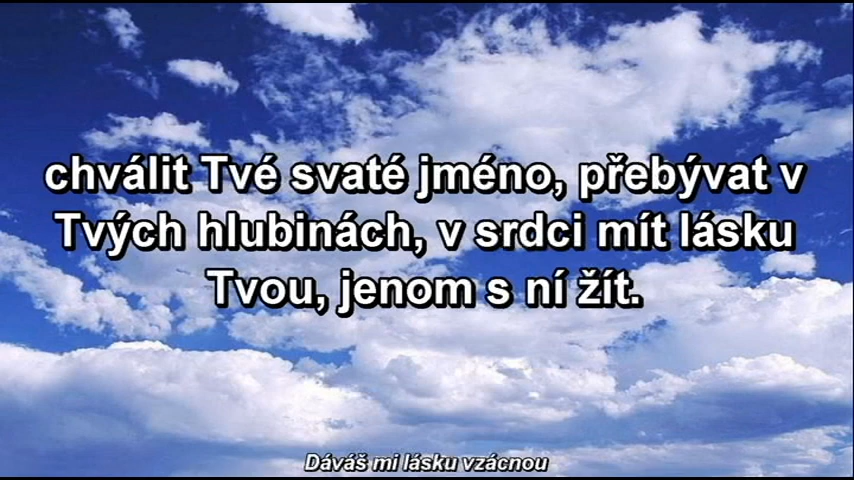 chválit Tvé svaté jméno, přebývat v
Tvých hlubinách, v srdci mít lásku
Tvou, jenom s ní žít.
Dáváš mi lásku vzácnou